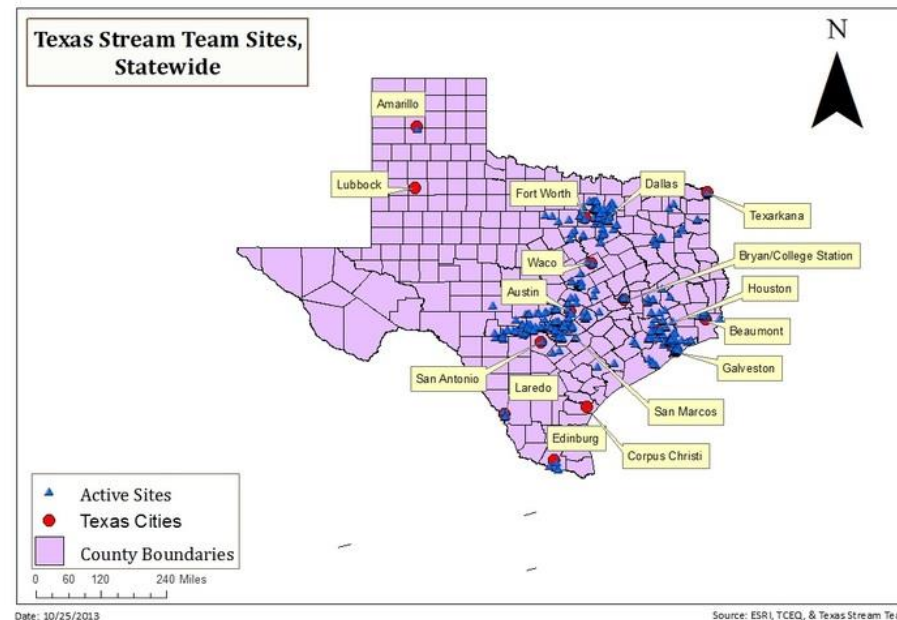 Texas Stream Team Sites,
Statewide
N
Amarillo
Lubbock
Fort Worth
Dallas
Texarkana
Waco
Bryan/College Station
Austin
Houston
Beaumont
San Antonio
Laredo
Galveston
San Marcos
Edinburg
Corpus Christi
Active Sites
Texas Cities
County Boundaries
0 60 120 240 Miles
Date: 10/25/2013
Source: ESRI, TCEQ, & Texas Stream Tea